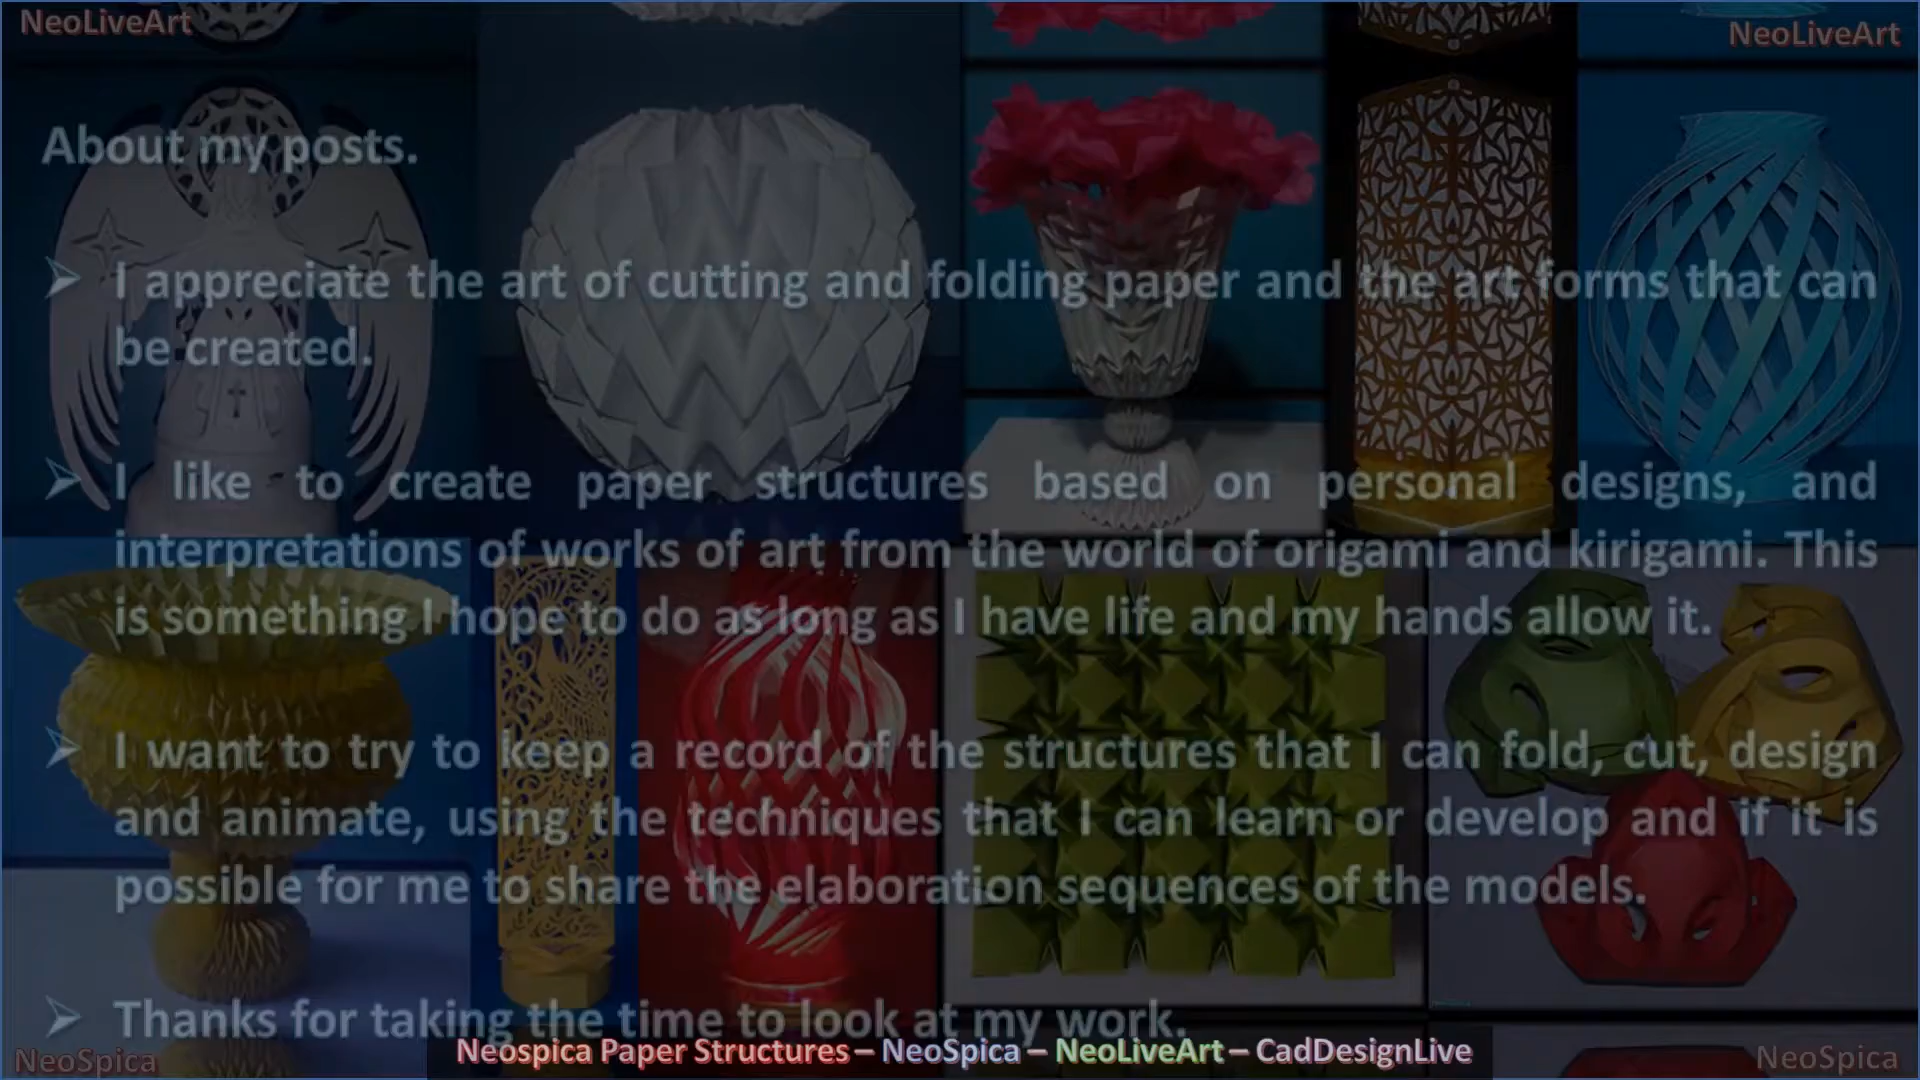 NeoLiveArt
NeoLiveArt
About my posts.
➢ I appreciate the art of cutting and folding paper and the art forms that can
be created.
➢ I like to create paper structures based on personal designs, and
interpretations of works of art from the world of origami and kirigami. This
is something I hope to do as long as I have life and my hands allow it.
➢ I want to try to keep a record of the structures that I can fold, cut, design
and animate, using the techniques that I can learn or develop and if it is
possible for me to share the elaboration sequences of the models.
➢ Thanks for taking the time to look at my work.
Neospica Paper Structures – NeoSpica – NeoLiveArt – CadDesignLive
NeoSpica
NeoSpica